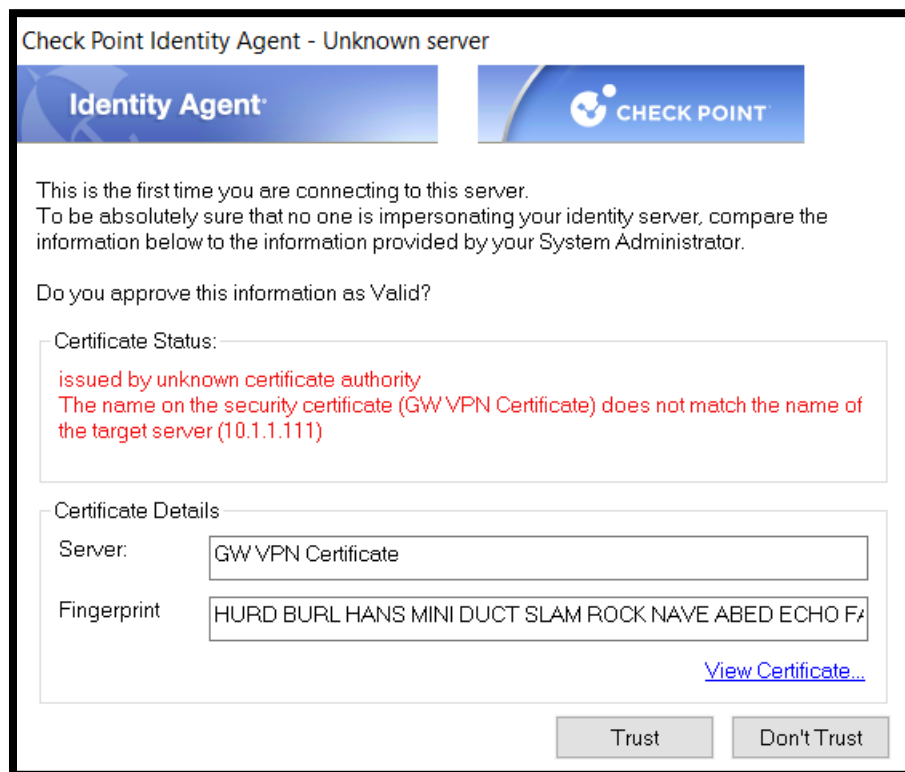 Check Point Identity Agent - Unknown server
Identity Agent
CHECK POINT
This is the first time you are connecting to this server.
To be absolutely sure that no one is impersonating your identity server, compare the
information below to the information provided by your System Administrator.
Do you approve this information as Valid?
Certificate Status:
issued by unknown certificate authority
The name on the security certificate (GW VPN Certificate) does not match the name of
the target server (10.1.1.111)
Certificate Details
Server:
GW VPN Certificate
Fingerprint
HURD BURL HANS MINI DUCT SLAM ROCK NAVE ABED ECHO
View Certificate...
Trust
Don't Trust